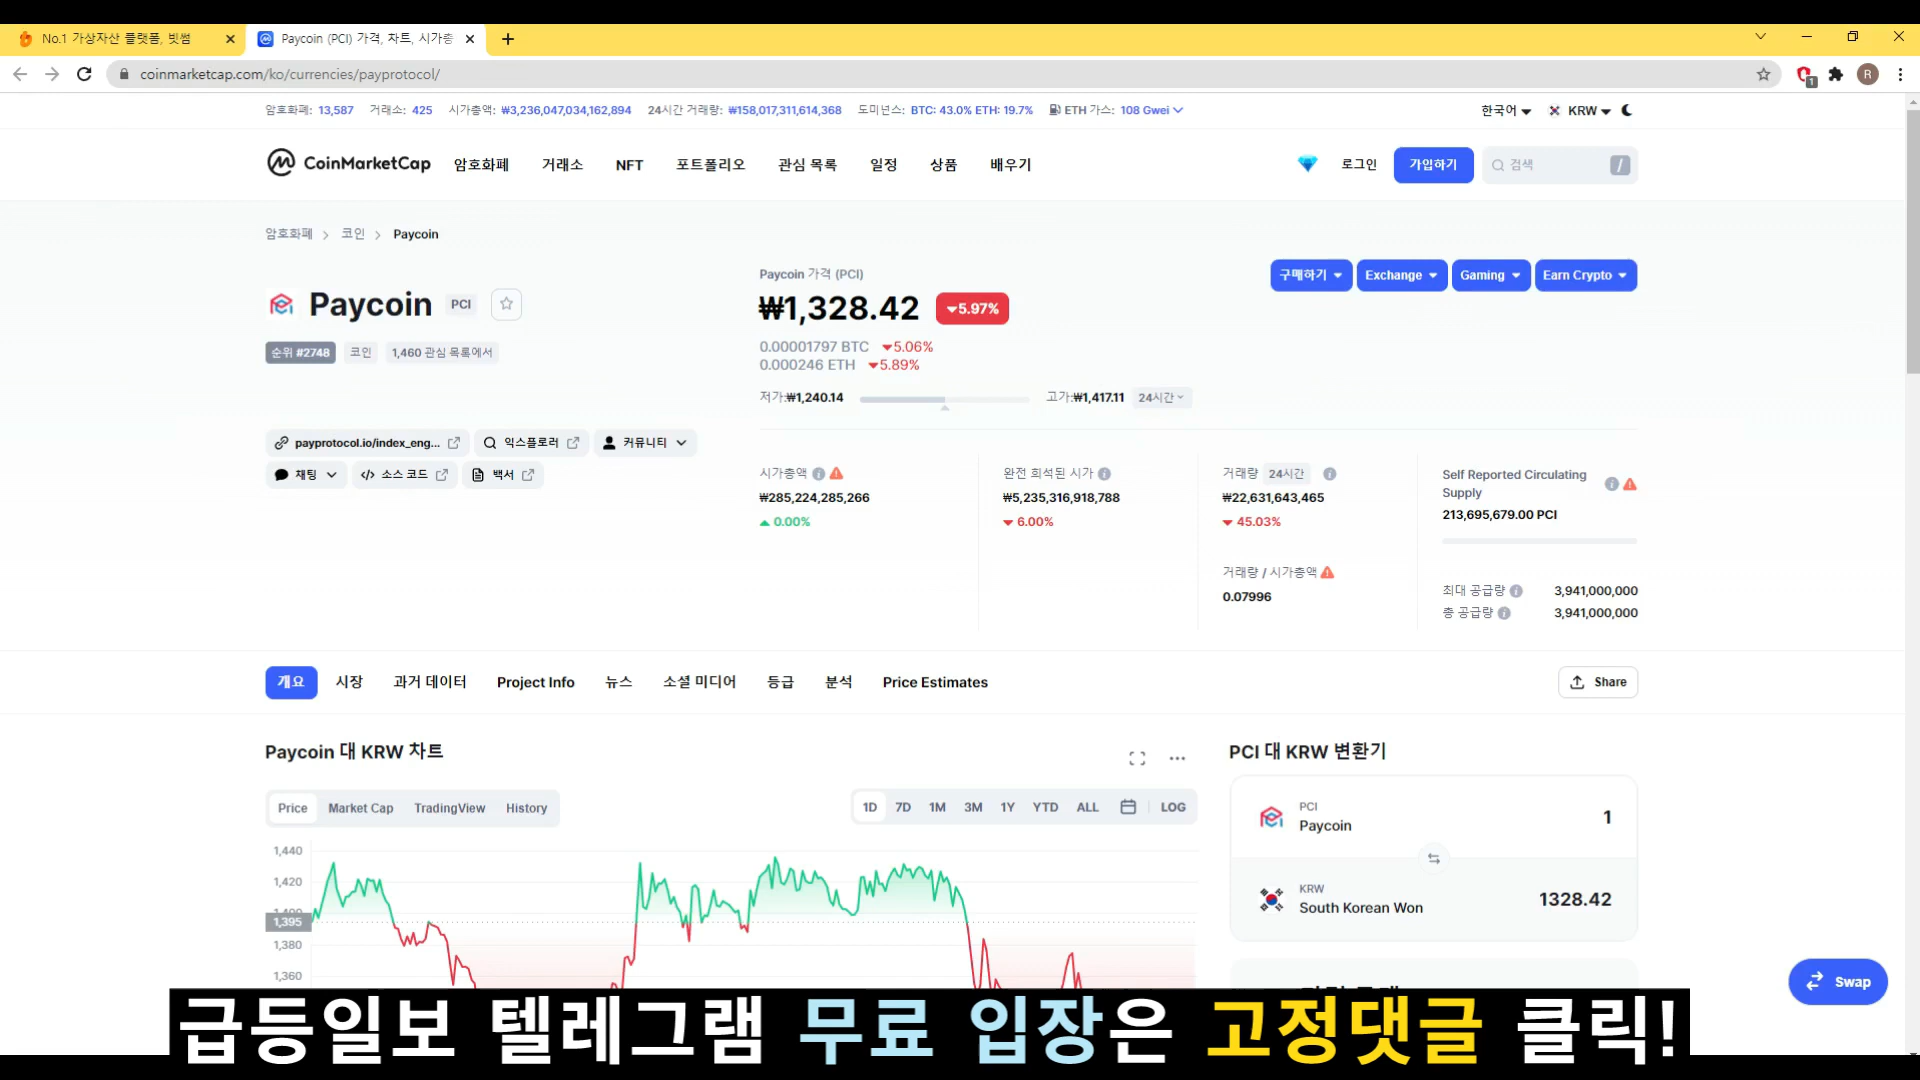 No.1 가상자산 플랫폼, 빗썸
Paycoin (PCI) 가격, 차트, 시가총
coinmarketcap.com/ko/currencies/payprotocol/
1
R
암호화폐: 13,587 거래소: 425 시가총액: ₩3,236,047,034,162,894 24시간 거래량: ₩158,017,311,614,368 도미넌스: BTC: 43.0% ETH: 19.7% ETH 가스: 108 Gwei
한국어 KRW
CoinMarketCap 암호화폐 거래소 NFT 포트폴리오 관심 목록 일정 상품 배우기
로그인 가입하기 검색 /
암호화폐 > 코인 > Paycoin
Paycoin PCI
순위 #2748 코인 1,460 관심 목록에서
payprotocol.io/index_eng... 익스플로러 커뮤니티
채팅 소스 코드 백서
Paycoin 가격 (PCI)
₩1,328.42 5.97%
0.00001797 BTC 5.06%
0.000246 ETH 5.89%
저가:₩1,240.14 고가:₩1,417.11 24시간
구매하기 Exchange Gaming Earn Crypto
시가총액
₩285,224,285,266
0.00%
완전 희석된 시가
₩5,235,316,918,788
6.00%
거래량 24시간
₩22,631,643,465
45.03%
거래량 / 시가총액
0.07996
Self Reported Circulating
Supply
213,695,679.00 PCI
최대 공급량 3,941,000,000
총 공급량 3,941,000,000
개요 시장 과거 데이터 Project Info 뉴스 소셜 미디어 등급 분석 Price Estimates
Share
Paycoin 대 KRW 차트
Price Market Cap TradingView History
1D 7D 1M 3M 1Y YTD ALL LOG
1,440
1,420
1,395
1,380
1,360
PCI 대 KRW 변환기
PCI
Paycoin
1
KRW
South Korean Won
1328.42
Swap
급등일보 텔레그램 무료 입장은 고정댓글 클릭!